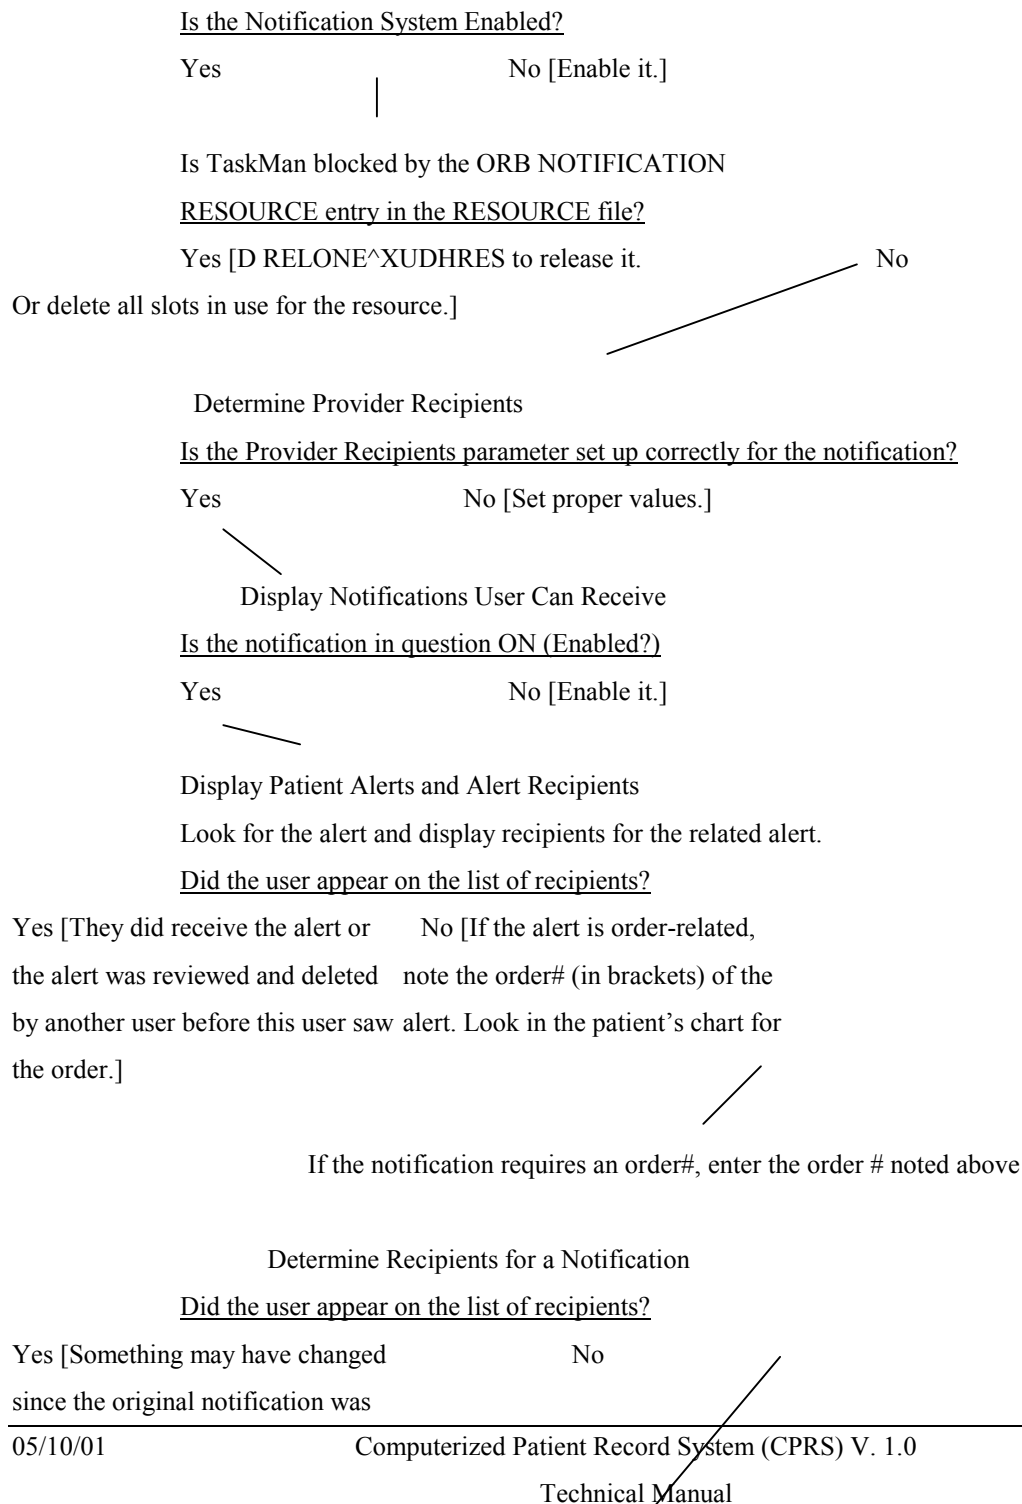 Is the Notification System Enabled?
Yes No [Enable it.]
Is TaskMan blocked by the ORB NOTIFICATION
RESOURCE entry in the RESOURCE file?
Yes [D RELONE^XUDHRES to release it. No
Or delete all slots in use for the resource.]
Determine Provider Recipients
Is the Provider Recipients parameter set up correctly for the notification?
Yes No [Set proper values.]
Display Notifications User Can Receive
Is the notification in question ON (Enabled?)
Yes No [Enable it.]
Display Patient Alerts and Alert Recipients
Look for the alert and display recipients for the related alert.
Did the user appear on the list of recipients?
Yes [They did receive the alert or No [If the alert is order-related,
the alert was reviewed and deleted note the order# (in brackets) of the
by another user before this user saw alert. Look in the patient’s chart for
the order.]
If the notification requires an order#, enter the order # noted above
Determine Recipients for a Notification
Did the user appear on the list of recipients?
Yes [Something may have changed No
since the original notification was
05/10/01 Computerized Patient Record System (CPRS) V. 1.0
Technical Manual